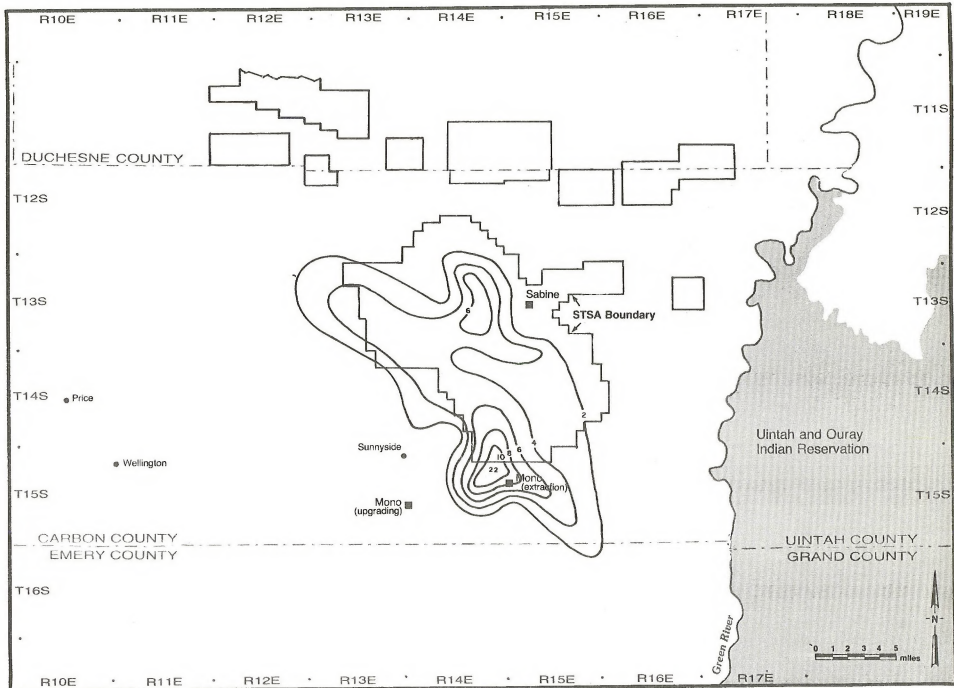 R10E R11E R12E R13E R14E R15E R16E R17E R18E R19E
T11S
DUCHESNE COUNTY
T12S
T12S
6
Sabine
T13S
T13S
STSA Boundary
T14S
T14S
Price
2
4
Uintah and Ouray
Indian Reservation
Sunnyside
6
8
10
Wellington
22
Mono
(extraction)
T15S
T15S
Mono
(upgrading)
CARBON COUNTY
EMERY COUNTY
UINTAH COUNTY
GRAND COUNTY
T16S
N
Green River
0 1 2 3 4 5
miles
R10E R11E R12E R13E R14E R15E R16E R17E